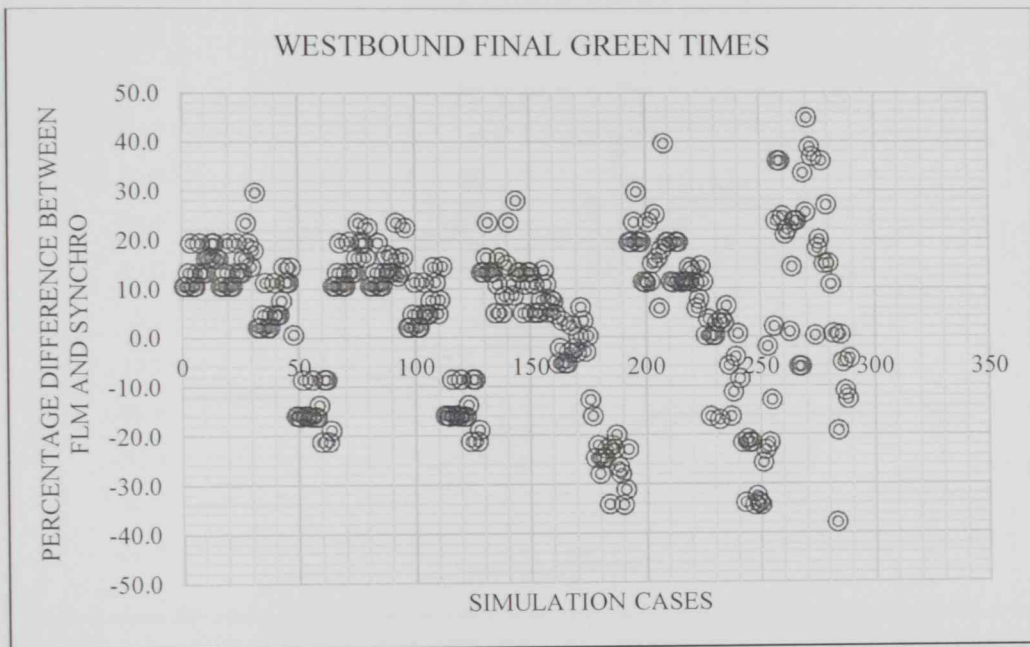 WESTBOUND FINAL GREEN TIMES
PERCENTAGE DIFFERENCE BETWEEN
FLM AND SYNCHRO
50.0
40.0
30.0
20.0
10.0
0.0
-10.0
-20.0
-30.0
-40.0
-50.0
0 50 100 150 200 250 300 350
SIMULATION CASES